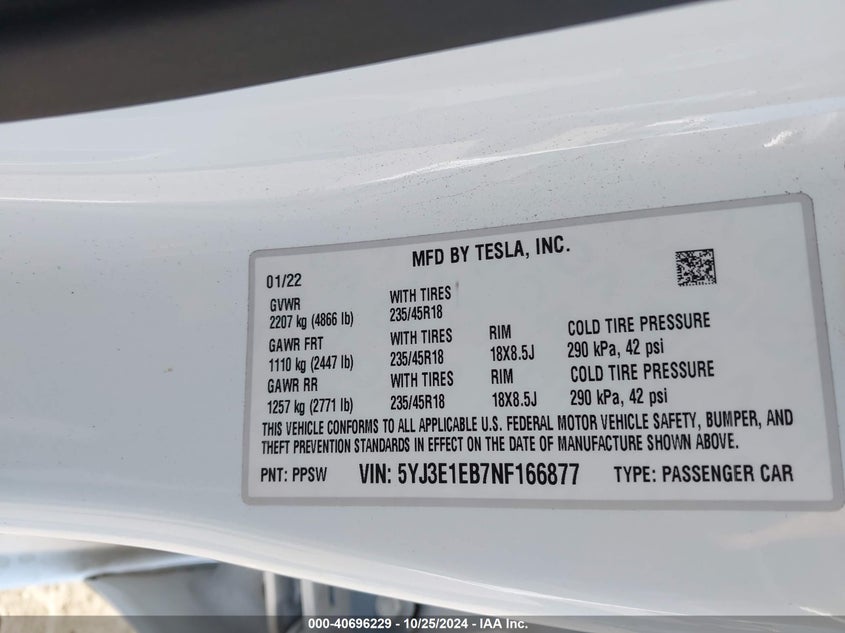 MFD BY TESLA, INC.
01/22
GVWR WITH TIRES
2207 kg (4866 lb) 235/45R18
GAWR FRT WITH TIRES RIM COLD TIRE PRESSURE
1110 kg (2447 lb) 235/45R18 18X8.5J 290 kPa, 42 psi
GAWR RR WITH TIRES RIM COLD TIRE PRESSURE
1257 kg (2771 lb) 235/45R18 18X8.5J 290 kPa, 42 psi
THIS VEHICLE CONFORMS TO ALL APPLICABLE U.S. FEDERAL MOTOR VEHICLE SAFETY, BUMPER, AND
THEFT PREVENTION STANDARDS IN EFFECT ON THE DATE OF MANUFACTURE SHOWN ABOVE.
PNT: PPSW VIN: 5YJ3E1EB7NF166877 TYPE: PASSENGER CAR
000-40696229 - 10/25/2024 - IAA Inc.